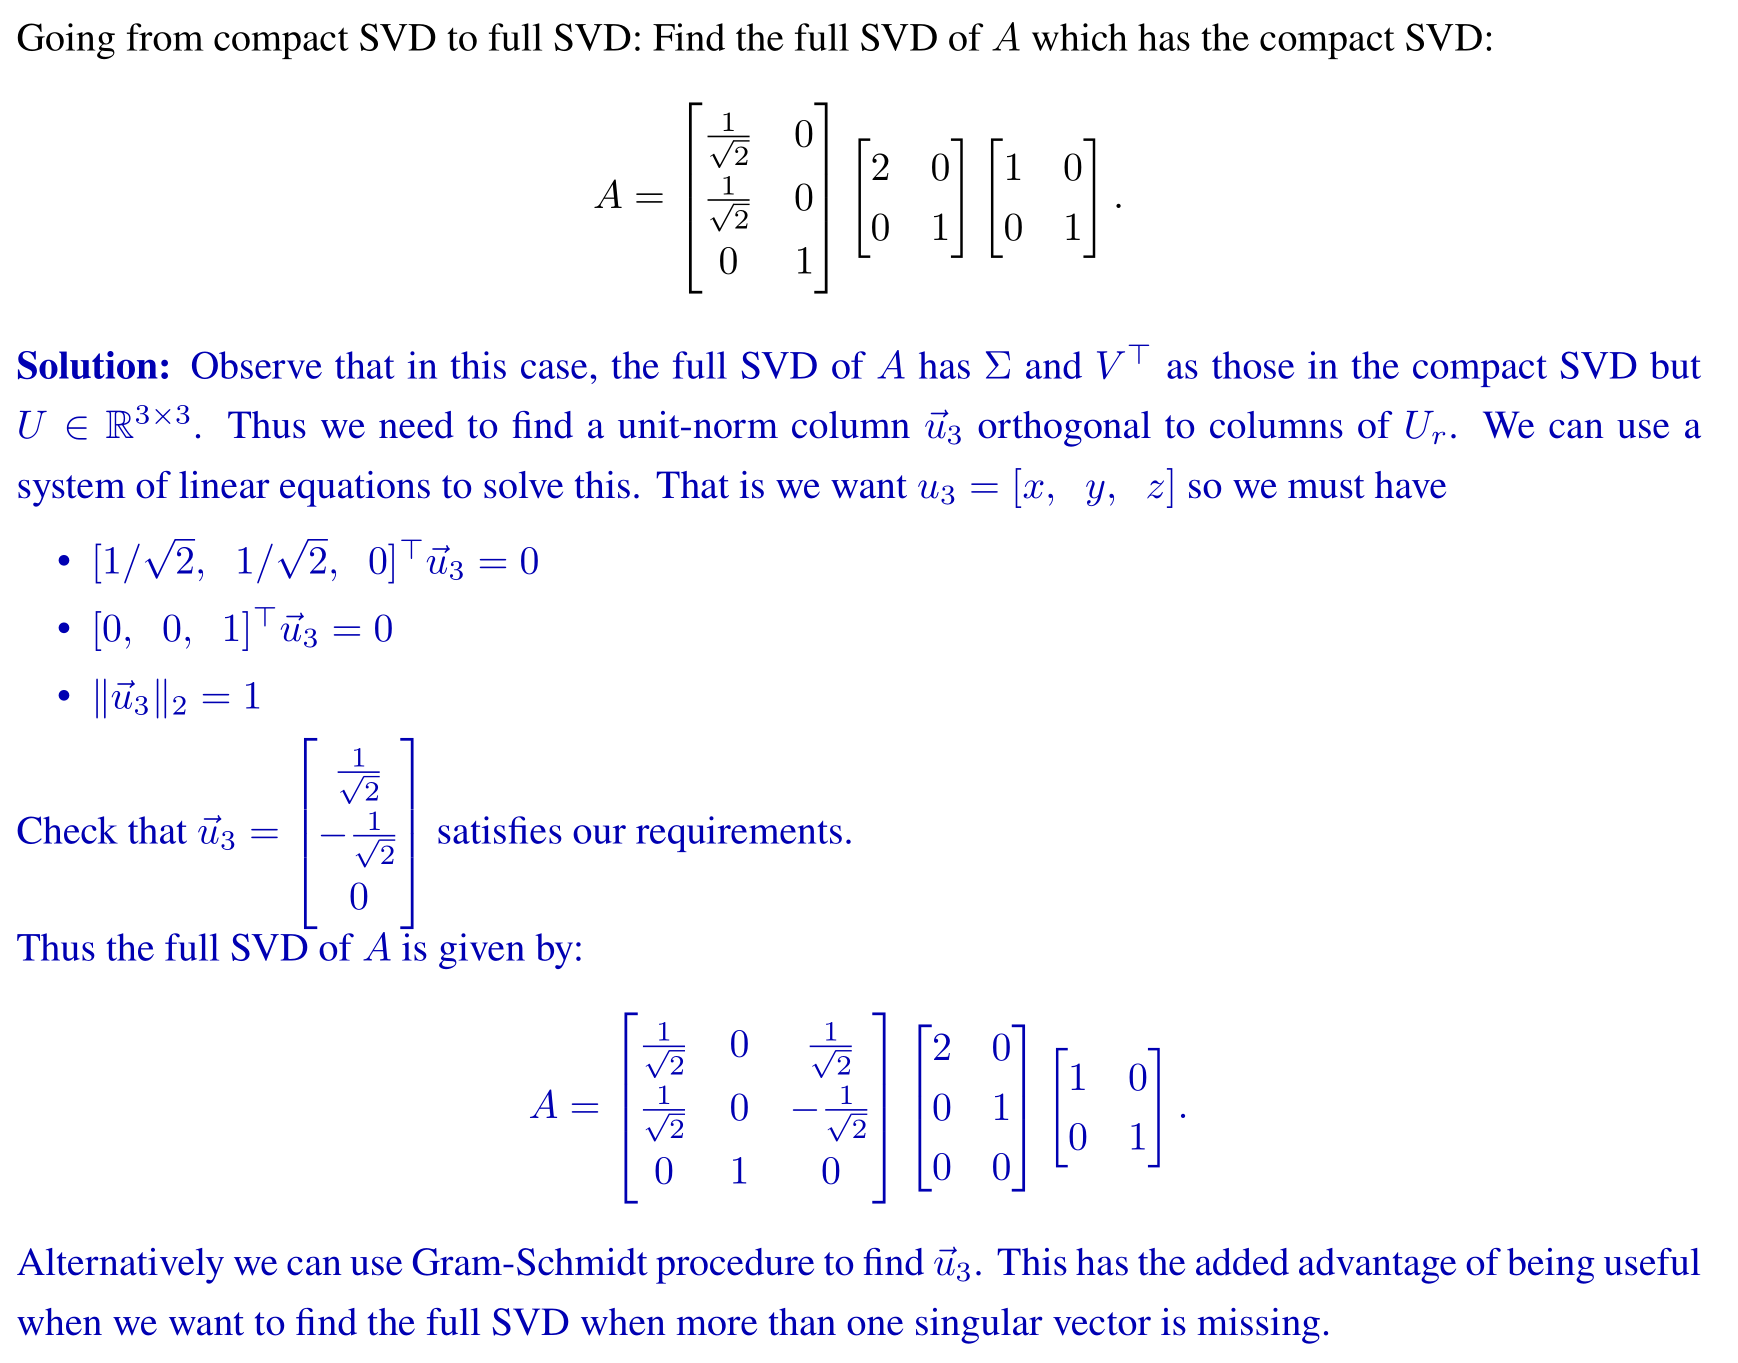 Going from compact SVD to full SVD: Find the full SVD of A which has the compact SVD:
A = \begin{bmatrix} \frac{1}{\sqrt{2}} & 0 \\ \frac{1}{\sqrt{2}} & 0 \\ 0 & 1 \end{bmatrix} \begin{bmatrix} 2 & 0 \\ 0 & 1 \end{bmatrix} \begin{bmatrix} 1 & 0 \\ 0 & 1 \end{bmatrix}.
Solution: Observe that in this case, the full SVD of A has Σ and V^⊤ as those in the compact SVD but
U ∈ ℝ^{3×3}. Thus we need to find a unit-norm column \vec{u}_3 orthogonal to columns of U_r. We can use a
system of linear equations to solve this. That is we want u_3 = [x, y, z] so we must have
• [1/√2, 1/√2, 0]^⊤ \vec{u}_3 = 0
• [0, 0, 1]^⊤ \vec{u}_3 = 0
• ‖\vec{u}_3‖_2 = 1
Check that \vec{u}_3 = \begin{bmatrix} \frac{1}{\sqrt{2}} \\ -\frac{1}{\sqrt{2}} \\ 0 \end{bmatrix} satisfies our requirements.
Thus the full SVD of A is given by:
A = \begin{bmatrix} \frac{1}{\sqrt{2}} & 0 & \frac{1}{\sqrt{2}} \\ \frac{1}{\sqrt{2}} & 0 & -\frac{1}{\sqrt{2}} \\ 0 & 1 & 0 \end{bmatrix} \begin{bmatrix} 2 & 0 \\ 0 & 1 \\ 0 & 0 \end{bmatrix} \begin{bmatrix} 1 & 0 \\ 0 & 1 \end{bmatrix}.
Alternatively we can use Gram-Schmidt procedure to find \vec{u}_3. This has the added advantage of being useful
when we want to find the full SVD when more than one singular vector is missing.